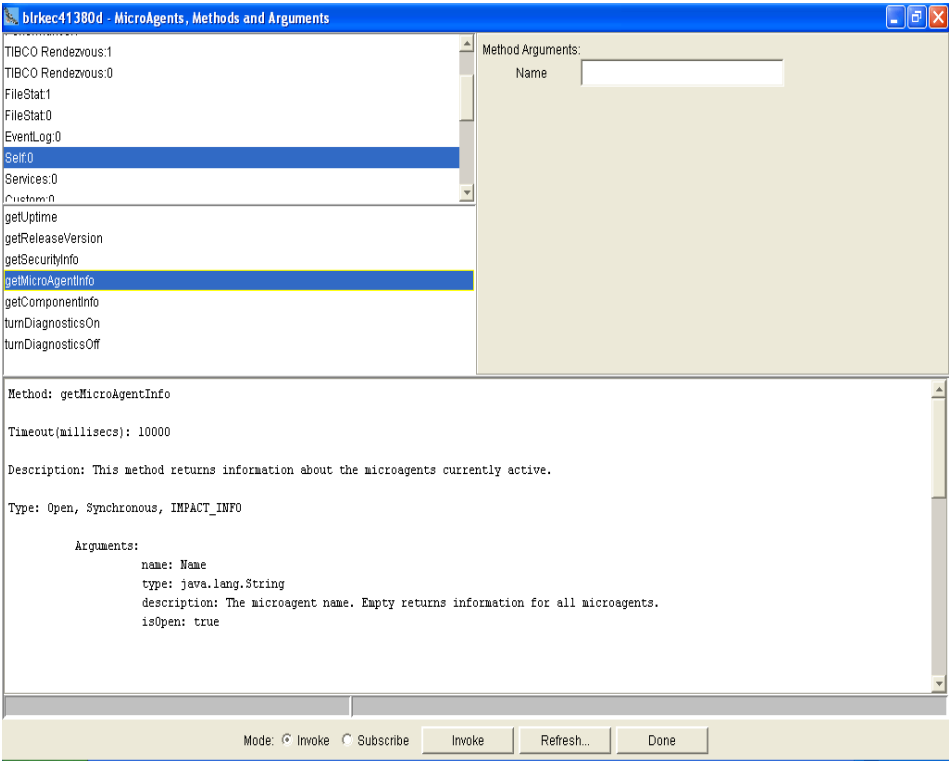 blrkec41380d - MicroAgents, Methods and Arguments
TIBCO Rendezvous:1
TIBCO Rendezvous:0
FileStat:1
FileStat:0
EventLog:0
Self:0
Services:0
Custom:0
getUptime
getReleaseVersion
getSecurityInfo
getMicroAgentInfo
getComponentInfo
turnDiagnosticsOn
turnDiagnosticsOff
Method Arguments:
Name
Method: getMicroAgentInfo
Timeout(millisecs): 10000
Description: This method returns information about the microagents currently active.
Type: Open, Synchronous, IMPACT_INFO
Arguments:
name: Name
type: java.lang.String
description: The microagent name. Empty returns information for all microagents.
isOpen: true
Mode: Invoke Subscribe Invoke Refresh... Done